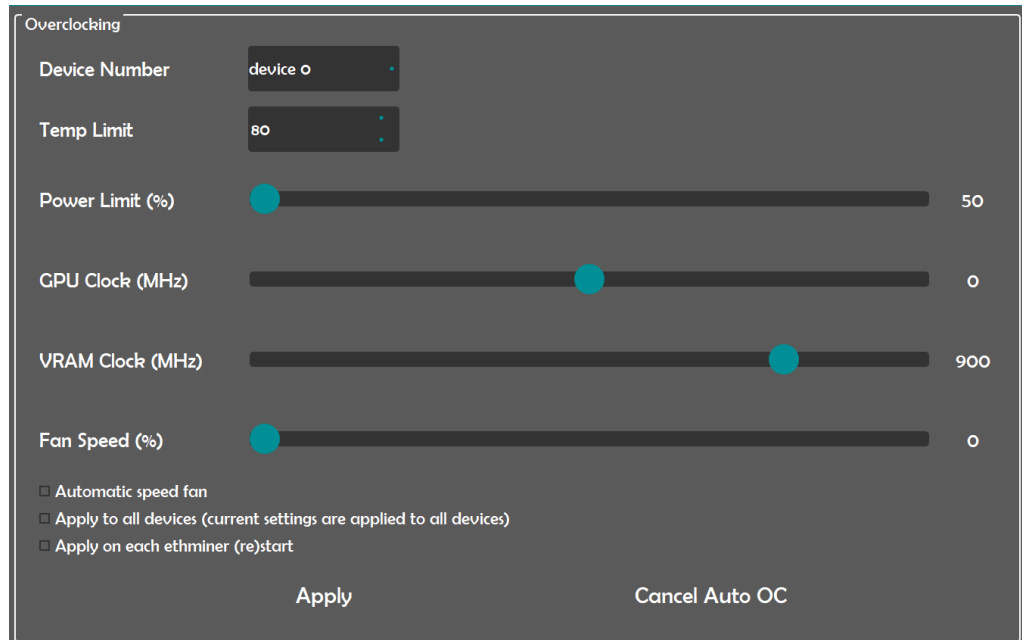 Overclocking
Device Number device 0
Temp Limit 80
Power Limit (%) 50
GPU Clock (MHz) 0
VRAM Clock (MHz) 900
Fan Speed (%) 0
Automatic speed fan
Apply to all devices (current settings are applied to all devices)
Apply on each ethminer (re)start
Apply Cancel Auto OC